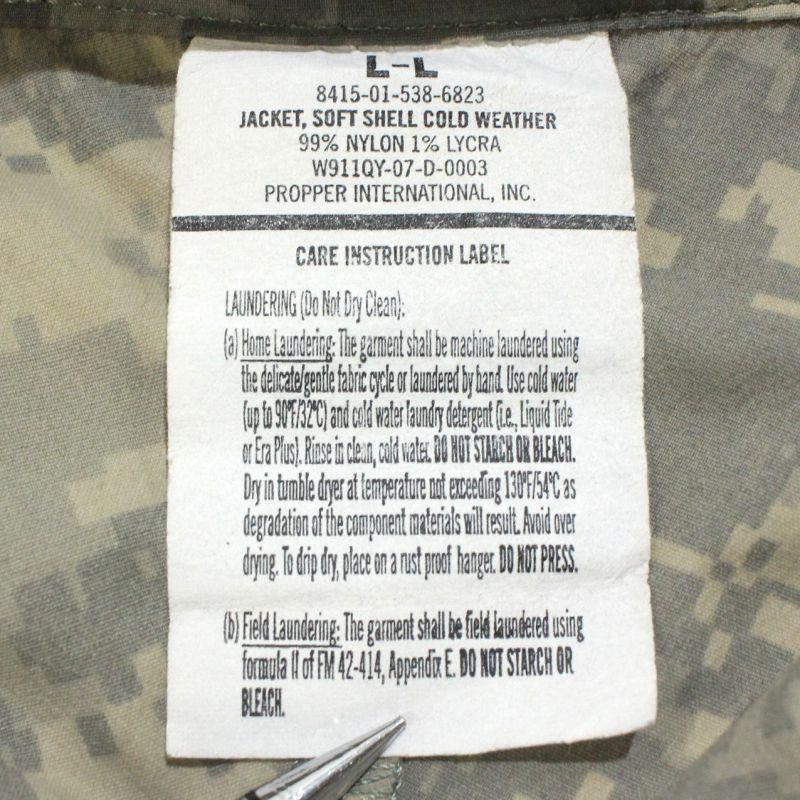 L-L
8415-01-538-6823
JACKET, SOFT SHELL COLD WEATHER
99% NYLON 1% LYCRA
W911QY-07-D-0003
PROPPER INTERNATIONAL, INC.
CARE INSTRUCTION LABEL
LAUNDERING (Do Not Dry Clean):
(a) Home Laundering: The garment shall be machine laundered using
the delicate/gentle fabric cycle or laundered by hand. Use cold water
(up to 90°F/32°C) and cold water laundry detergent (i.e., Liquid Tide
or Era Plus). Rinse in clean, cold water. DO NOT STARCH OR BLEACH.
Dry in tumble dryer at temperature not exceeding 130°F/54°C as
degradation of the component materials will result. Avoid over
drying. To drip dry, place on a rust proof hanger. DO NOT PRESS.
(b) Field Laundering: The garment shall be field laundered using
formula II of FM 42-414, Appendix E. DO NOT STARCH OR
BLEACH.